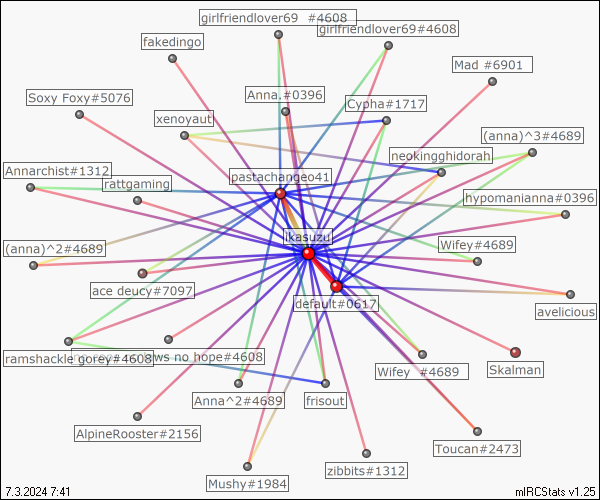 girlfriendlover69 #4608
girlfriendlover69#4608
fakedingo
Mad #6901
Soxy Foxy#5076
Anna.#0396
Cypha#1717
xenoyaut
(anna)^3#4689
neokingghidorah
Annarchist#1312
rattgaming
pastachangeo41
hypomanianna#0396
ikasuzu
(anna)^2#4689
Wifey#4689
ace deucy#7097
default#0617
avelicious
ramshackle gorey#4608
ws no_hope#4608
Wifey #4689
Skalman
Anna^2#4689
frisout
AlpineRooster#2156
Toucan#2473
zibbits#1312
Mushy#1984
7.3.2024 7:41
mIRCStats v1.25